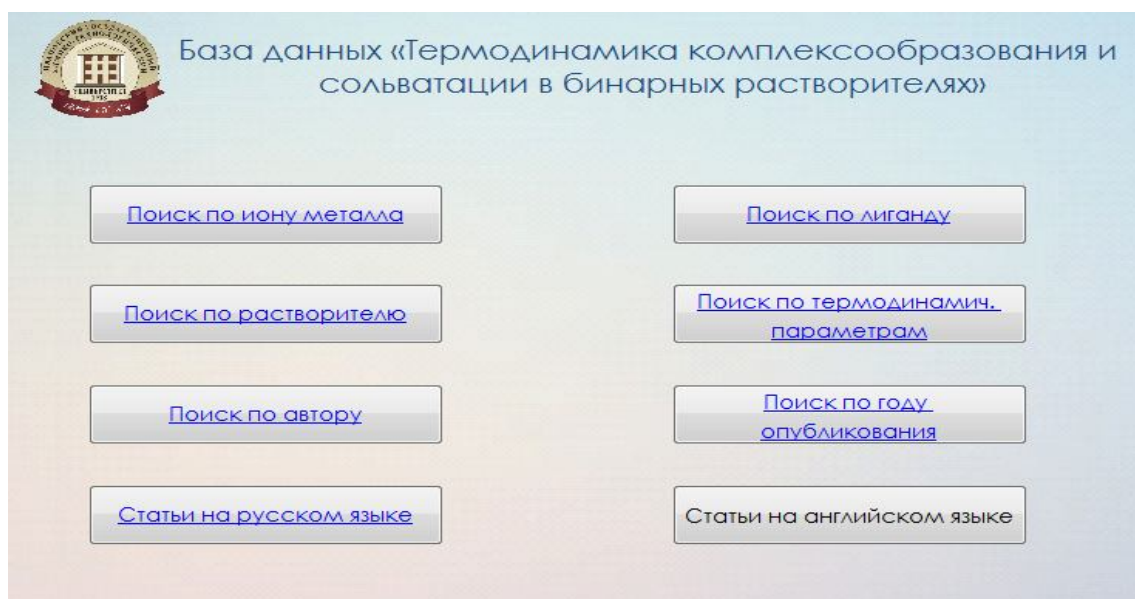 База данных «Термодинамика комплексообразования и
сольватации в бинарных растворителях»
Поиск по иону металла
Поиск по лиганду
Поиск по растворителю
Поиск по термодинамич.
параметрам
Поиск по автору
Поиск по году
опубликования
Статьи на русском языке
Статьи на английском языке